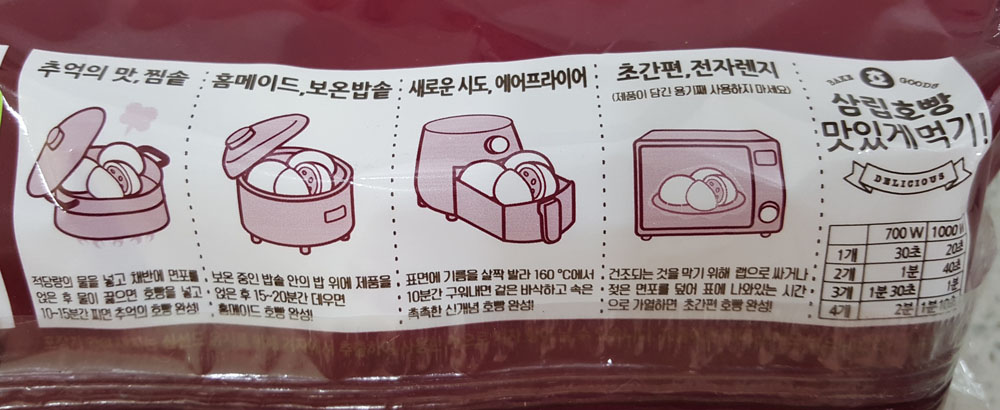 추억의 맛, 찜솥
적당량의 물을 넣고 채반에 면포를
얹은 후 물이 끓으면 호빵을 넣고
10~15분간 찌면 추억의 호빵 완성!
홈메이드, 보온밥솥
보온 중인 밥솥 안의 밥 위에 제품을
얹은 후 15~20분간 데우면
홈메이드 호빵 완성!
새로운 시도, 에어프라이어
표면에 기름을 살짝 발라 160 ℃에서
10분간 구워내면 겉은 바삭하고 속은
촉촉한 신개념 호빵 완성!
초간편, 전자렌지
(제품이 담긴 용기째 사용하지 마세요)
건조되는 것을 막기 위해 랩으로 싸거나
젖은 면포를 덮어 표에 나와있는 시간
으로 가열하면 초간편 호빵 완성!
BAKE GOODS
삼립호빵
맛있게먹기!
DELICIOUS
700 W 1000 W
1개 30초 20초
2개 1분 40초
3개 1분 30초 1분
4개 2분 1분10초